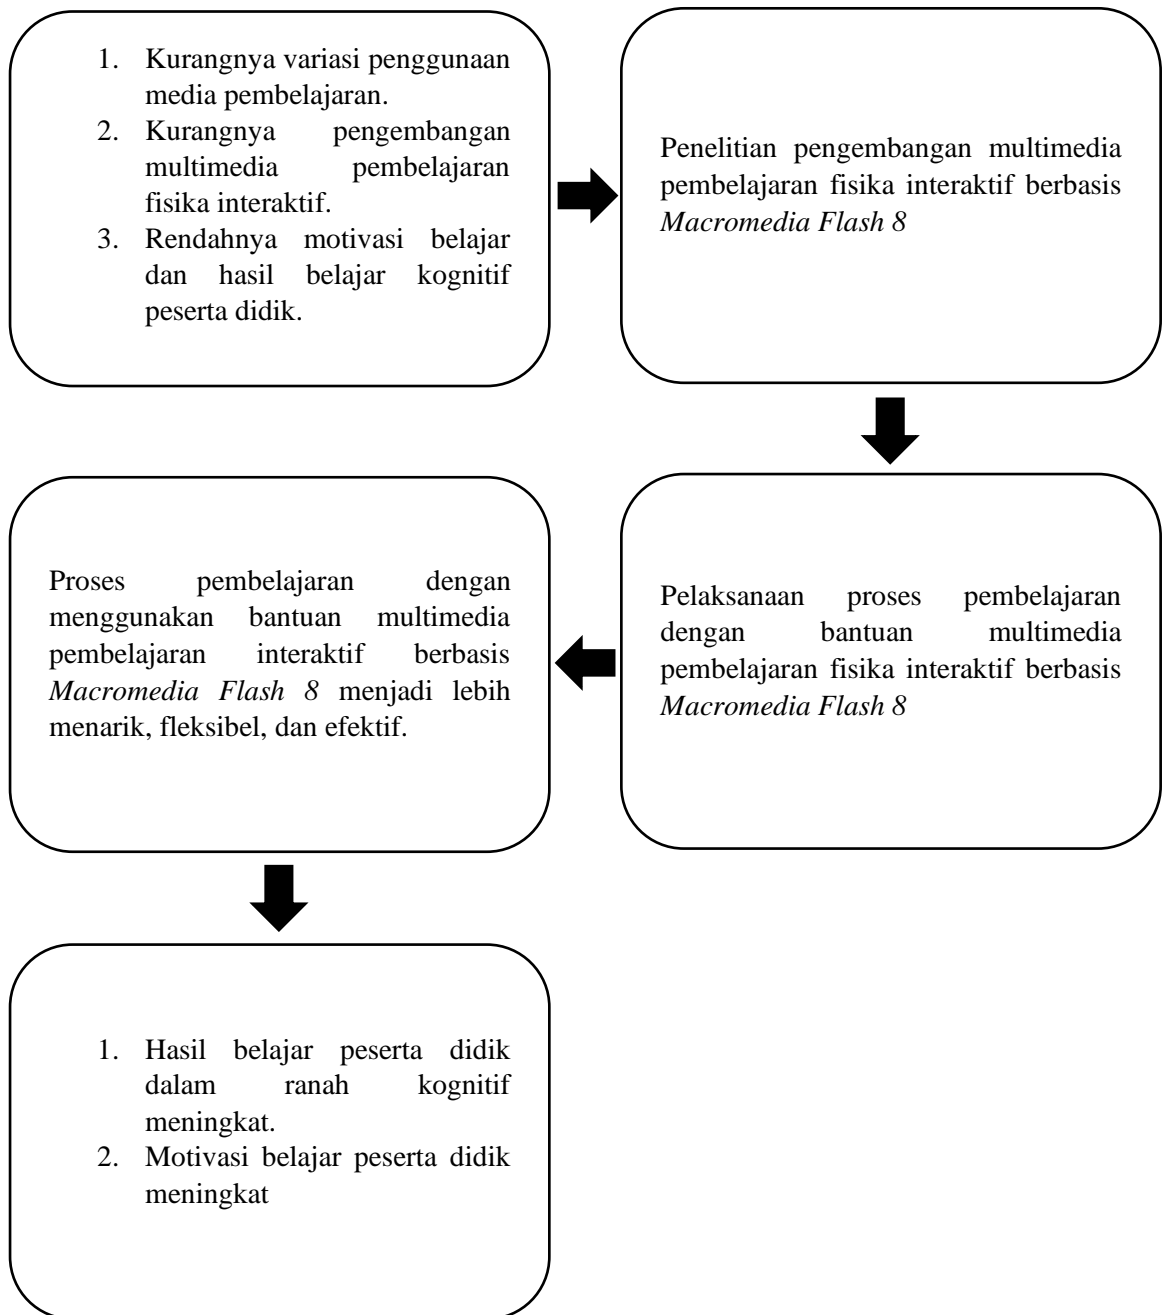 1. Kurangnya variasi penggunaan
media pembelajaran.
2. Kurangnya pengembangan
multimedia pembelajaran
fisika interaktif.
3. Rendahnya motivasi belajar
dan hasil belajar kognitif
peserta didik.
Penelitian pengembangan multimedia
pembelajaran fisika interaktif berbasis
Macromedia Flash 8
Pelaksanaan proses pembelajaran
dengan bantuan multimedia
pembelajaran fisika interaktif berbasis
Macromedia Flash 8
Proses pembelajaran dengan
menggunakan bantuan multimedia
pembelajaran interaktif berbasis
Macromedia Flash 8 menjadi lebih
menarik, fleksibel, dan efektif.
1. Hasil belajar peserta didik
dalam ranah kognitif
meningkat.
2. Motivasi belajar peserta didik
meningkat